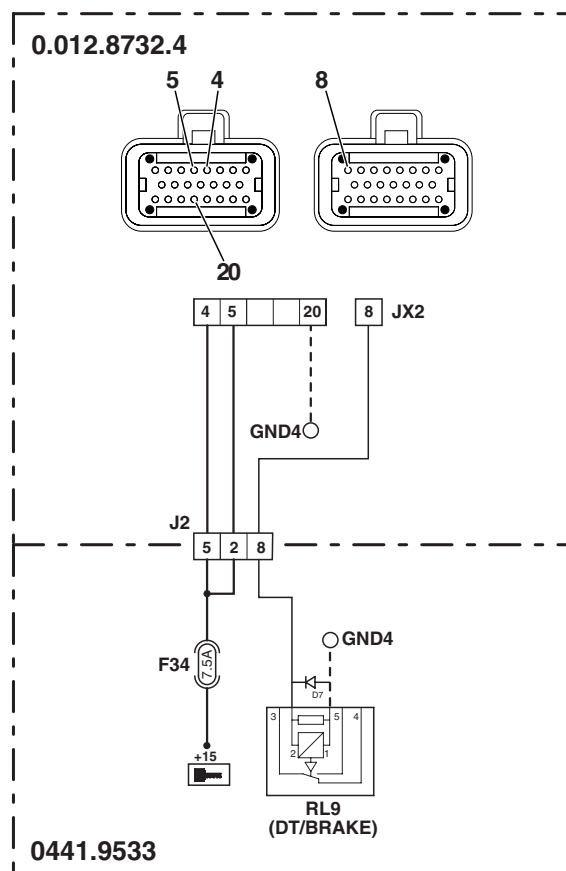 0.012.8732.4
5 4 8
20
4 5 20 8 JX2
GND4
J2
5 2 8
GND4
F34 7.5A
D7
+15
3 5 4
2 1
RL9
(DT/BRAKE)
0441.9533